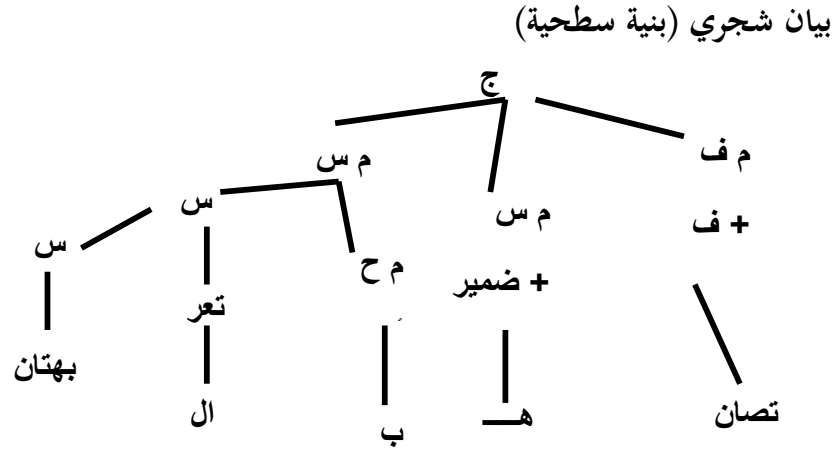 بيان شجري (بنية سطحية)
ج
م ف
م س
م س
س
س
+ ف
م ح
+ ضمير
تعر
بهتان
تصان
هـــ
ب
ال